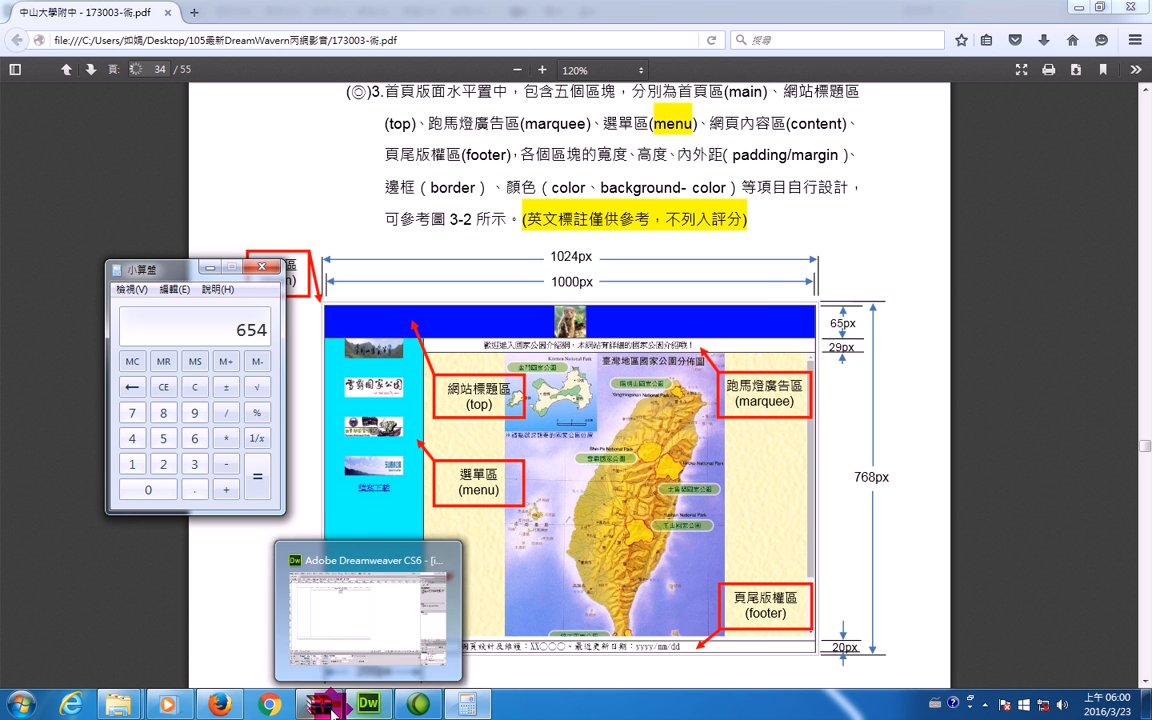 中山大學附中 - 173003-術.pdf
file:///C:/Users/如嫣/Desktop/105最新DreamWavern丙網影音/173003-術.pdf
搜尋
頁: 34 / 55
120%
(◎)3.首頁版面水平置中，包含五個區塊，分別為首頁區(main)、網站標題區
(top)、跑馬燈廣告區(marquee)、選單區(menu)、網頁內容區(content)、
頁尾版權區(footer)，各個區塊的寬度、高度、內外距( padding/margin )、
邊框 ( border ) 、顏色 ( color、background- color ) 等項目自行設計，
可參考圖 3-2 所示。(英文標註僅供參考，不列入評分)
1024px
1000px
65px
29px
768px
20px
歡迎進入國家公園介紹網，本網站有詳細的國家公園介紹哦！
臺灣地區國家公園分佈圖
網站標題區
(top)
跑馬燈廣告區
(marquee)
選單區
(menu)
雪霸國家公園
檔案下載
頁尾版權區
(footer)
網頁設計及維護：XX○○○、最近更新日期：yyyy/mm/dd
小算盤
檢視(V) 編輯(E) 說明(H)
654
MC MR MS M+ M-
← CE C ± √
7 8 9 / %
4 5 6 * 1/x
1 2 3 - =
0 . +
Adobe Dreamweaver CS6 - [i...
上午 06:00
2016/3/23